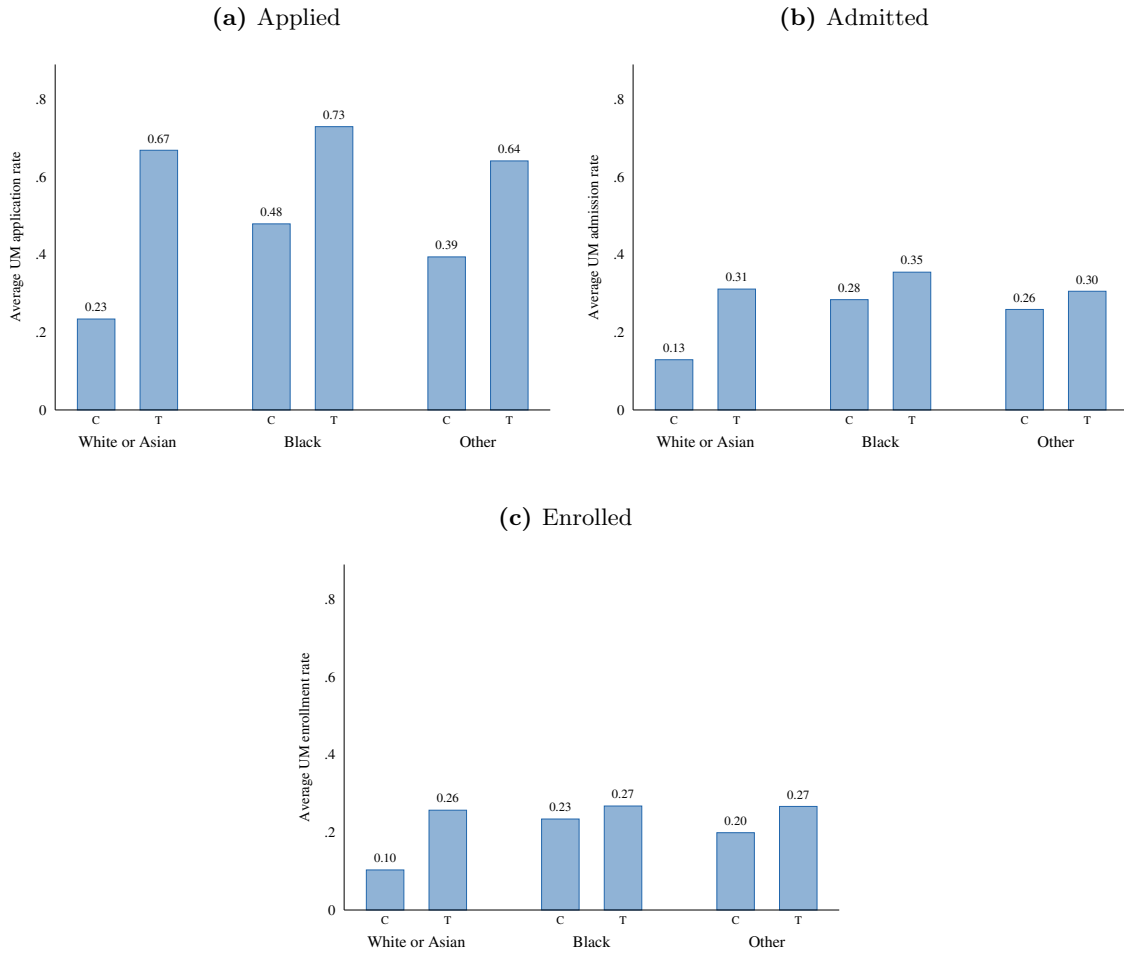 (a) Applied
Average UM application rate
.8
.6
.4
.2
0
0.23
0.67
0.48
0.73
0.39
0.64
C T C T C T
White or Asian Black Other
(b) Admitted
Average UM admission rate
.8
.6
.4
.2
0
0.13
0.31
0.28
0.35
0.26
0.30
C T C T C T
White or Asian Black Other
(c) Enrolled
Average UM enrollment rate
.8
.6
.4
.2
0
0.10
0.26
0.23
0.27
0.20
0.27
C T C T C T
White or Asian Black Other